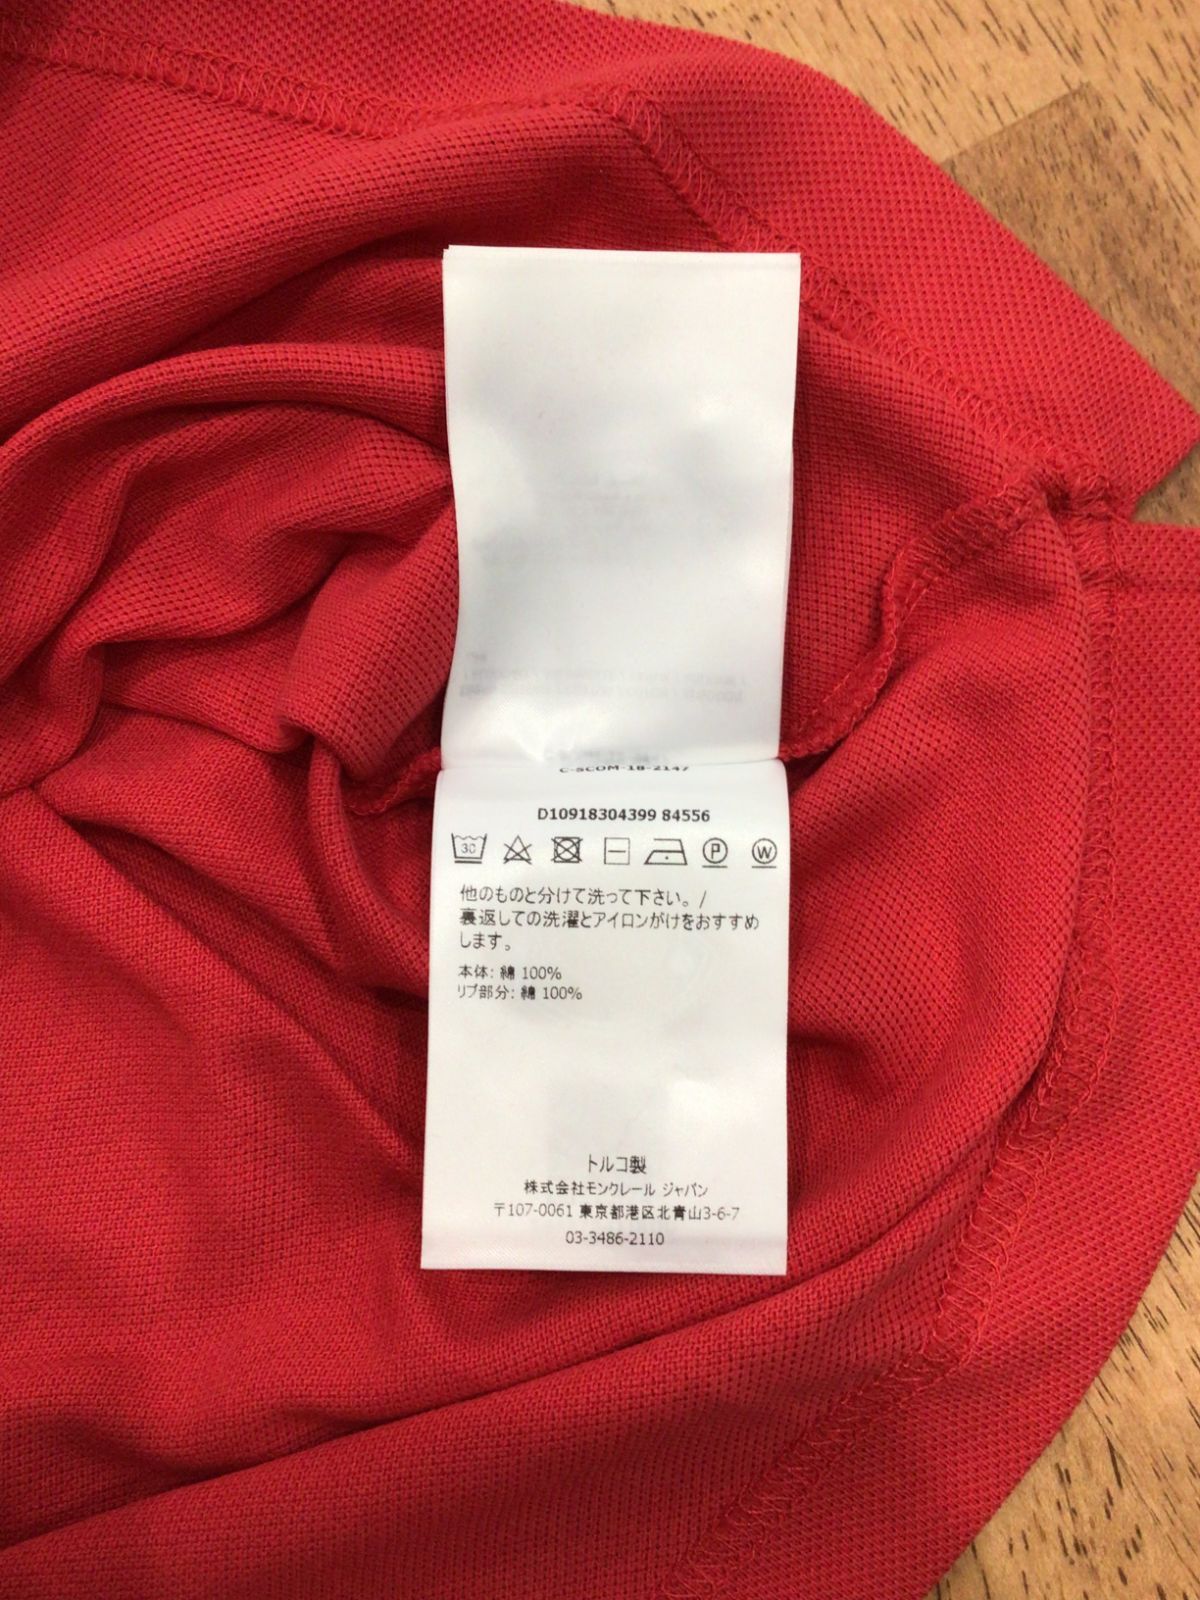 C-SCOM-18-2147
D10918304399 84556
30 P W
他のものと分けて洗って下さい。/
裏返しての洗濯とアイロンがけをおすすめ
します。
本体: 綿 100%
リブ部分: 綿 100%
トルコ製
株式会社モンクレール ジャパン
〒107-0061 東京都港区北青山3-6-7
03-3486-2110